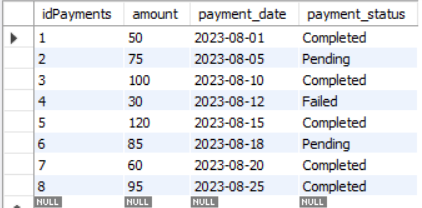 idPayments amount payment_date payment_status
1 50 2023-08-01 Completed
2 75 2023-08-05 Pending
3 100 2023-08-10 Completed
4 30 2023-08-12 Failed
5 120 2023-08-15 Completed
6 85 2023-08-18 Pending
7 60 2023-08-20 Completed
8 95 2023-08-25 Completed
NULL NULL NULL NULL